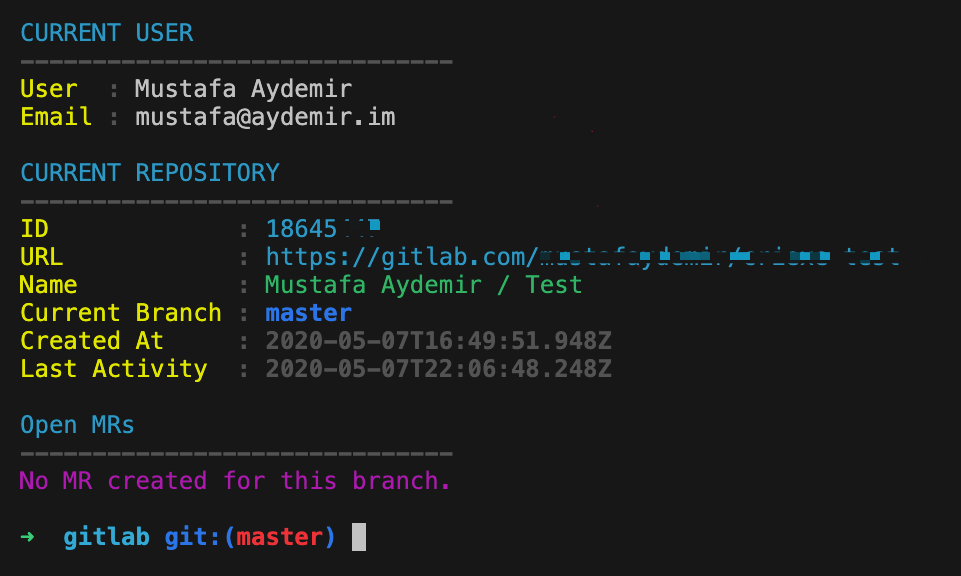 CURRENT USER
------------------------------
User  : Mustafa Aydemir
Email : mustafa@aydemir.im
CURRENT REPOSITORY
------------------------------
ID             : 18645
URL            : https://gitlab.com/
Name           : Mustafa Aydemir / Test
Current Branch : master
Created At     : 2020-05-07T16:49:51.948Z
Last Activity  : 2020-05-07T22:06:48.248Z
Open MRs
------------------------------
No MR created for this branch.
➜  gitlab git:(master)